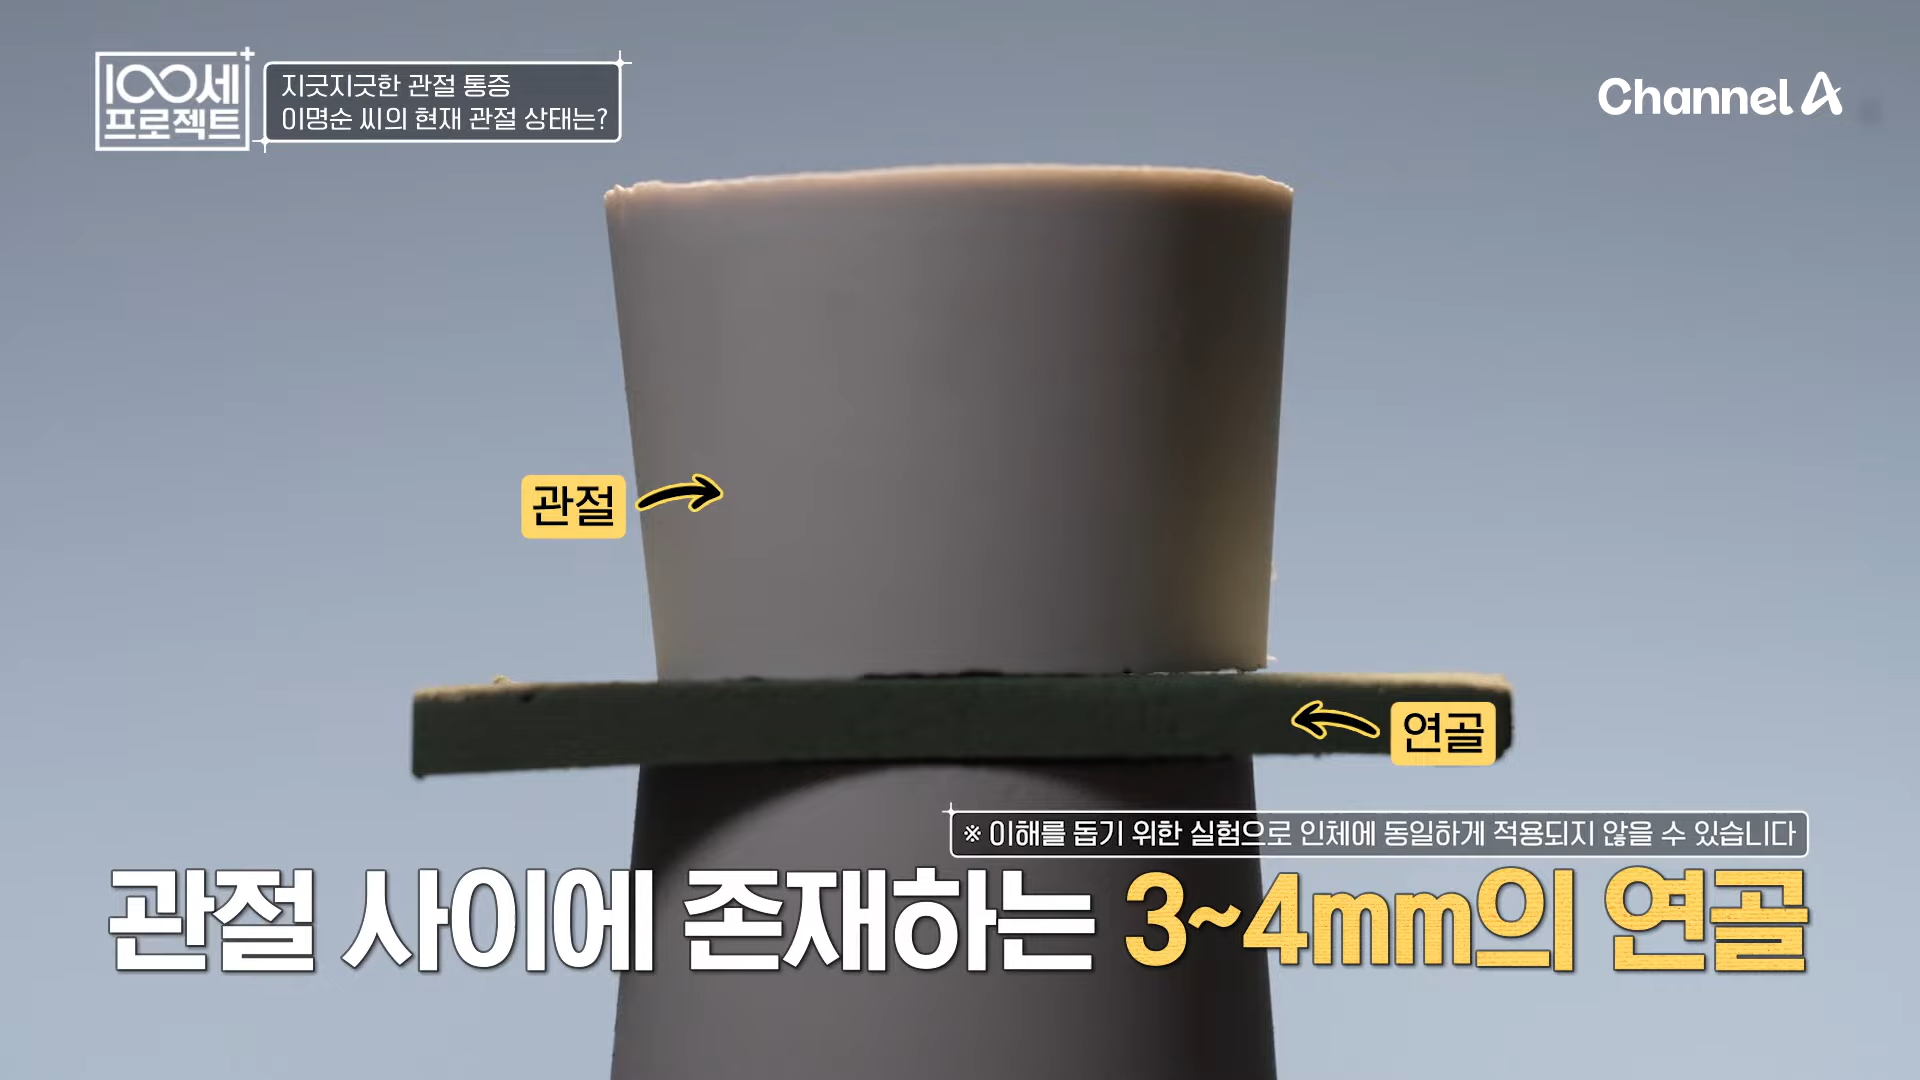 100세
프로젝트
지긋지긋한 관절 통증
이명순 씨의 현재 관절 상태는?
Channel A
관절
연골
※ 이해를 돕기 위한 실험으로 인체에 동일하게 적용되지 않을 수 있습니다
관절 사이에 존재하는 3~4mm의 연골